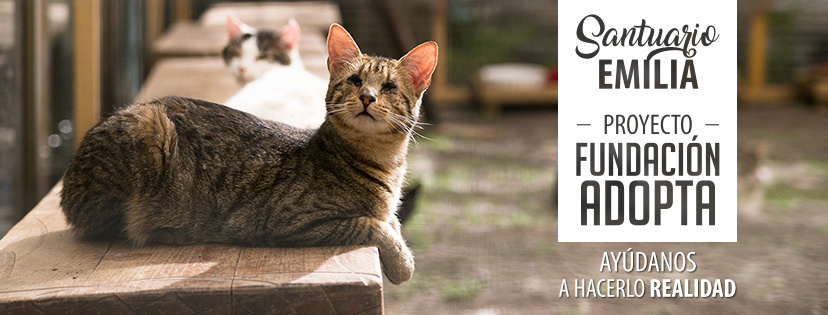 Santuario
EMILIA
– PROYECTO –
FUNDACIÓN
ADOPTA
AYÚDANOS
A HACERLO REALIDAD